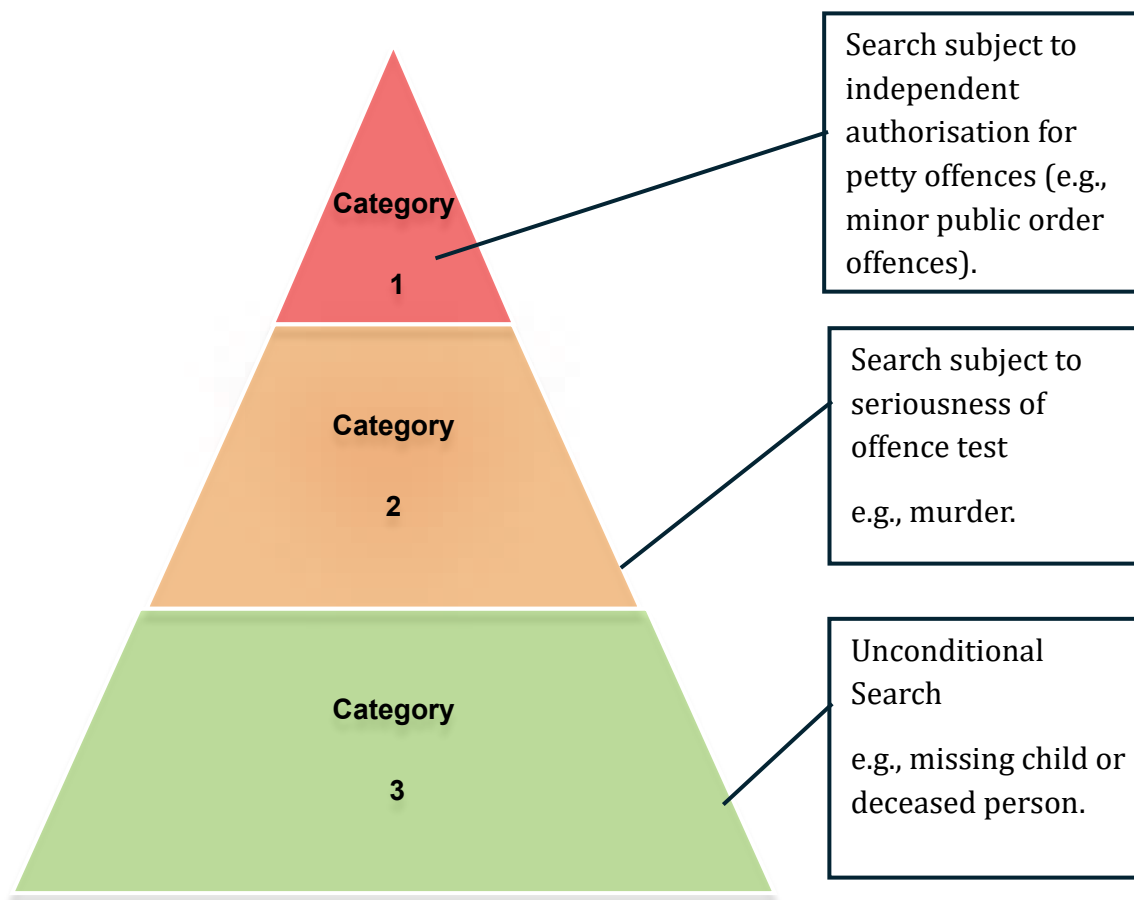 Category
1
Search subject to
independent
authorisation for
petty offences (e.g.,
minor public order
offences).
Category
2
Search subject to
seriousness of
offence test
e.g., murder.
Category
3
Unconditional
Search
e.g., missing child or
deceased person.